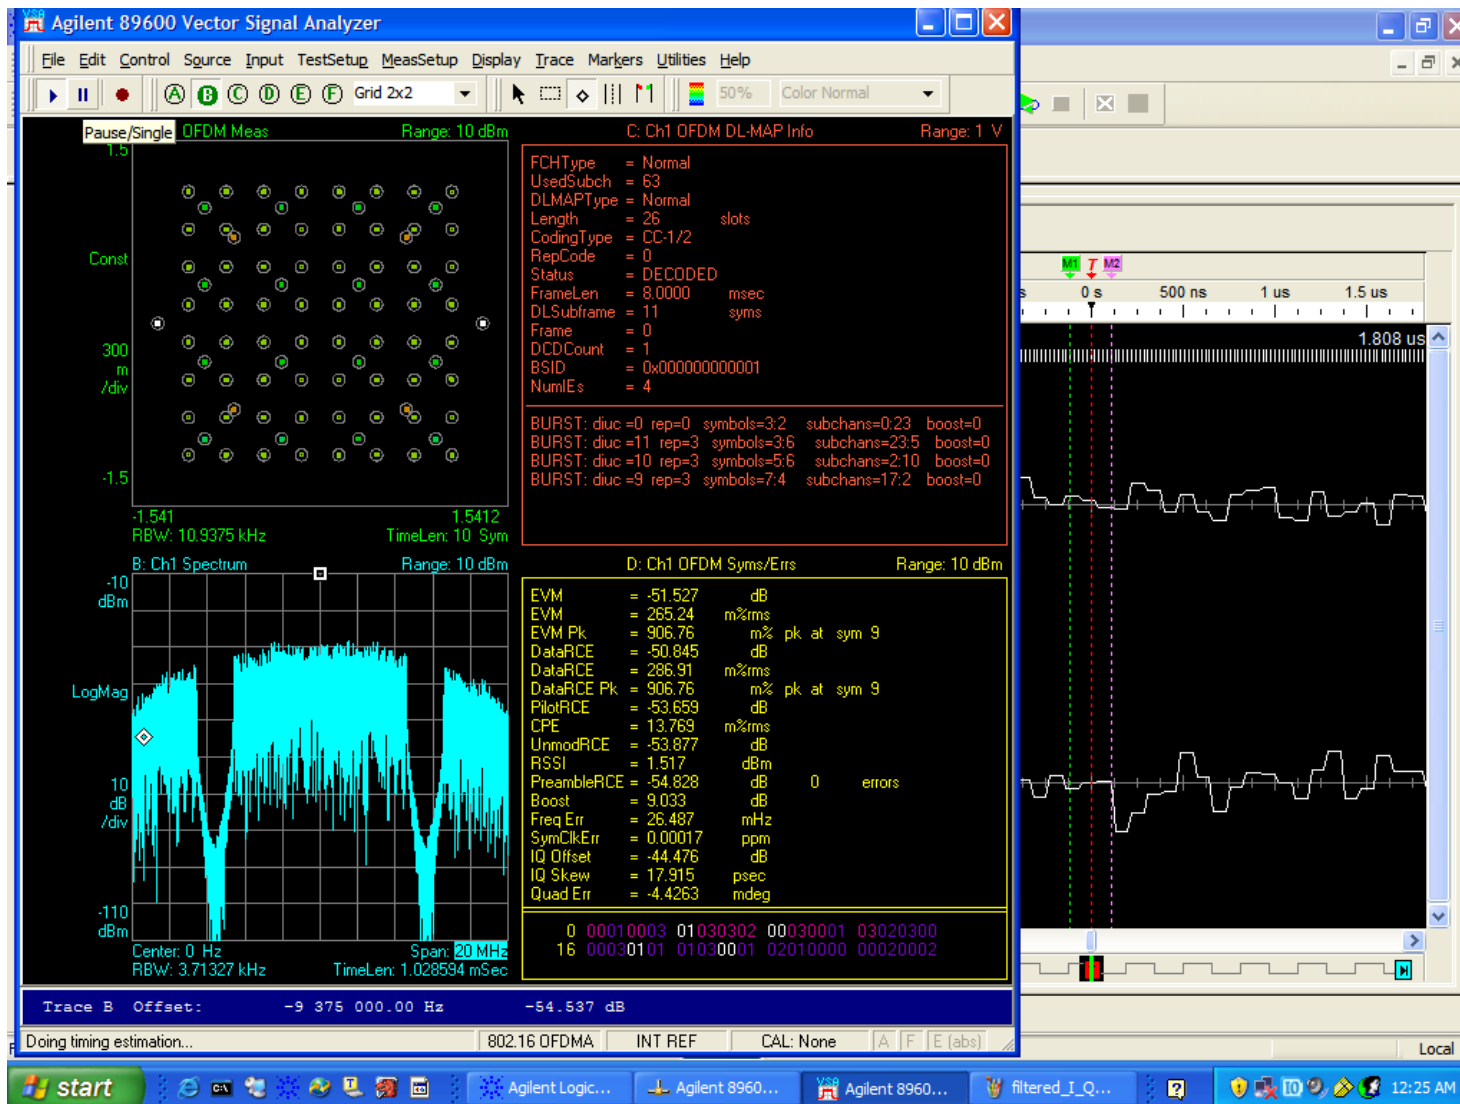 Agilent 89600 Vector Signal Analyzer
File Edit Control Source Input TestSetup MeasSetup Display Trace Markers Utilities Help
A B C D E F Grid 2x2 50% Color Normal
Pause/Single
OFDM Meas Range: 10 dBm
1.5
Const
300
m
/div
-1.5
-1.541 1.5412
RBW: 10.9375 kHz TimeLen: 10 Sym
C: Ch1 OFDM DL-MAP Info Range: 1 V
FCHType = Normal
UsedSubch = 63
DLMAPType = Normal
Length = 26 slots
CodingType = CC-1/2
RepCode = 0
Status = DECODED
FrameLen = 8.0000 msec
DLSubframe = 11 syms
Frame = 0
DCDCount = 1
BSID = 0x000000000001
NumIEs = 4
BURST: diuc =0 rep=0 symbols=3:2 subchans=0:23 boost=0
BURST: diuc =11 rep=3 symbols=3:6 subchans=23:5 boost=0
BURST: diuc =10 rep=3 symbols=5:6 subchans=2:10 boost=0
BURST: diuc =9 rep=3 symbols=7:4 subchans=17:2 boost=0
B: Ch1 Spectrum Range: 10 dBm
-10
dBm
LogMag
10
dB
/div
-110
dBm
Center: 0 Hz Span: 20 MHz
RBW: 3.71327 kHz TimeLen: 1.028594 mSec
D: Ch1 OFDM Syms/Errs Range: 10 dBm
EVM = -51.527 dB
EVM = 265.24 m%rms
EVM Pk = 906.76 m% pk at sym 9
DataRCE = -50.845 dB
DataRCE = 286.91 m%rms
DataRCE Pk = 906.76 m% pk at sym 9
PilotRCE = -53.659 dB
CPE = 13.769 m%rms
UnmodRCE = -53.877 dB
RSSI = 1.517 dBm
PreambleRCE = -54.828 dB 0 errors
Boost = 9.033 dB
Freq Err = 26.487 mHz
SymClkErr = 0.00017 ppm
IQ Offset = -44.476 dB
IQ Skew = 17.915 psec
Quad Err = -4.4263 mdeg
0 00010003 01030302 00030001 03020300
16 00030101 01030001 02010000 00020002
Trace B Offset: -9 375 000.00 Hz -54.537 dB
Doing timing estimation... 802.16 OFDMA INT REF CAL: None A F E (abs)
M1 T M2
s 0 s 500 ns 1 us 1.5 us
1.808 us
Local
start Agilent Logic... Agilent 8960... Agilent 8960... filtered_I_Q... 12:25 AM